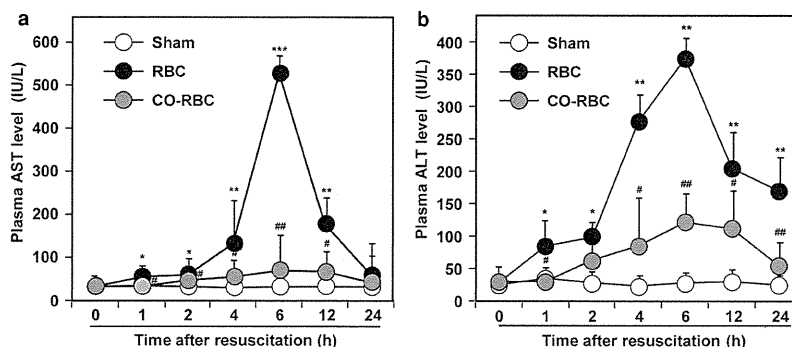 a
Plasma AST level (IU/L)
600
500
400
300
200
100
0
Sham
RBC
CO-RBC
*
#
*
#
**
#
***
##
**
#
0 1 2 4 6 12 24
Time after resuscitation (h)
b
Plasma ALT level (IU/L)
400
350
300
250
200
150
100
50
0
Sham
RBC
CO-RBC
*
#
*
**
#
**
##
**
#
**
##
0 1 2 4 6 12 24
Time after resuscitation (h)